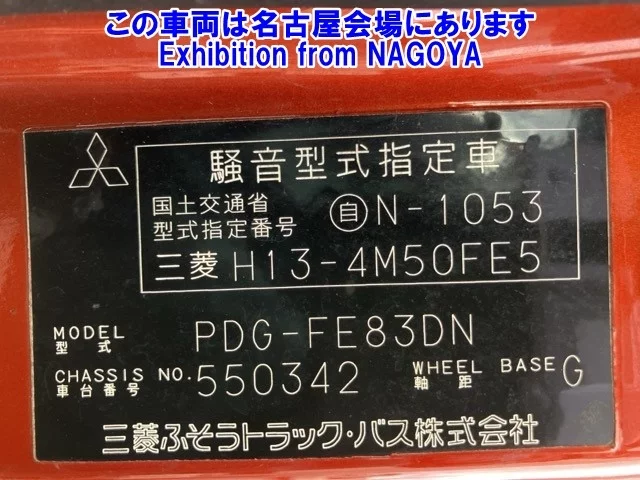 この車両は名古屋会場にあります
Exhibition from NAGOYA
騒音型式指定車
国土交通省
型式指定番号
自 N-1053
三菱 H13-4M50FE5
MODEL
型式
PDG-FE83DN
CHASSIS NO.
車台番号
550342
WHEEL BASE
軸距
G
三菱ふそうトラック・バス株式会社